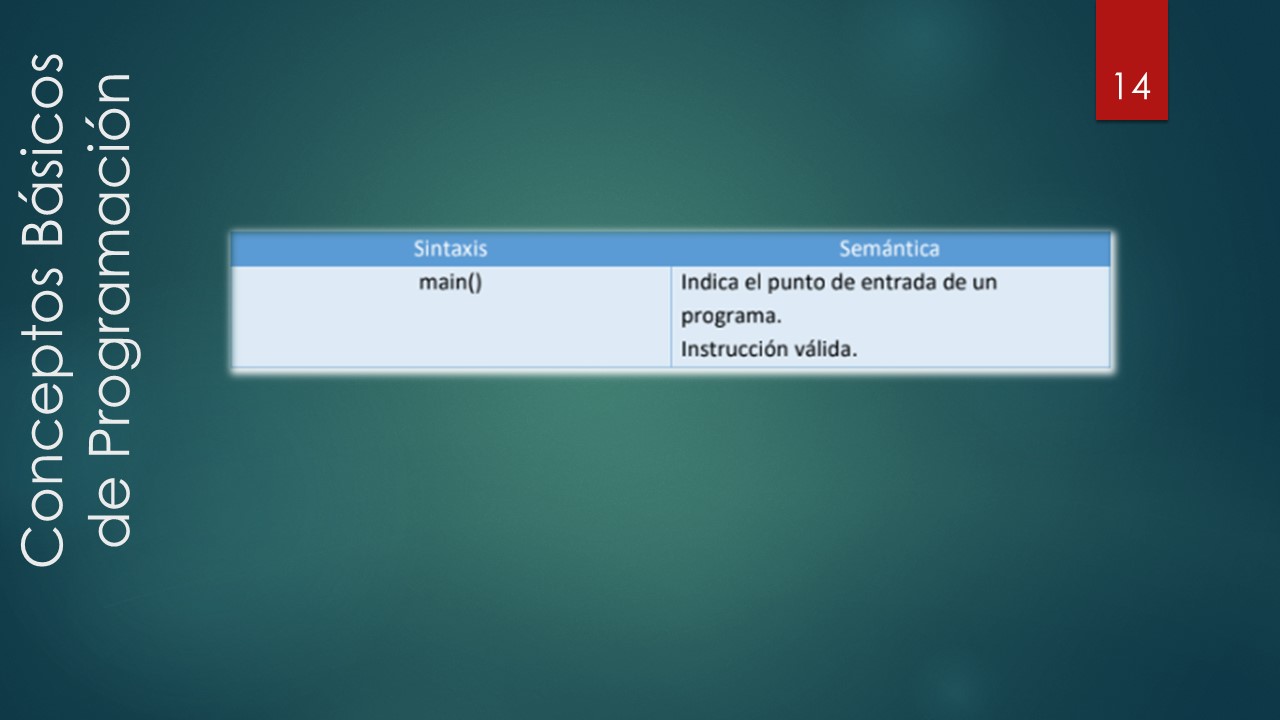 Conceptos Básicos
de Programación
14
Sintaxis
Semántica
main()
Indica el punto de entrada de un
programa.
Instrucción válida.